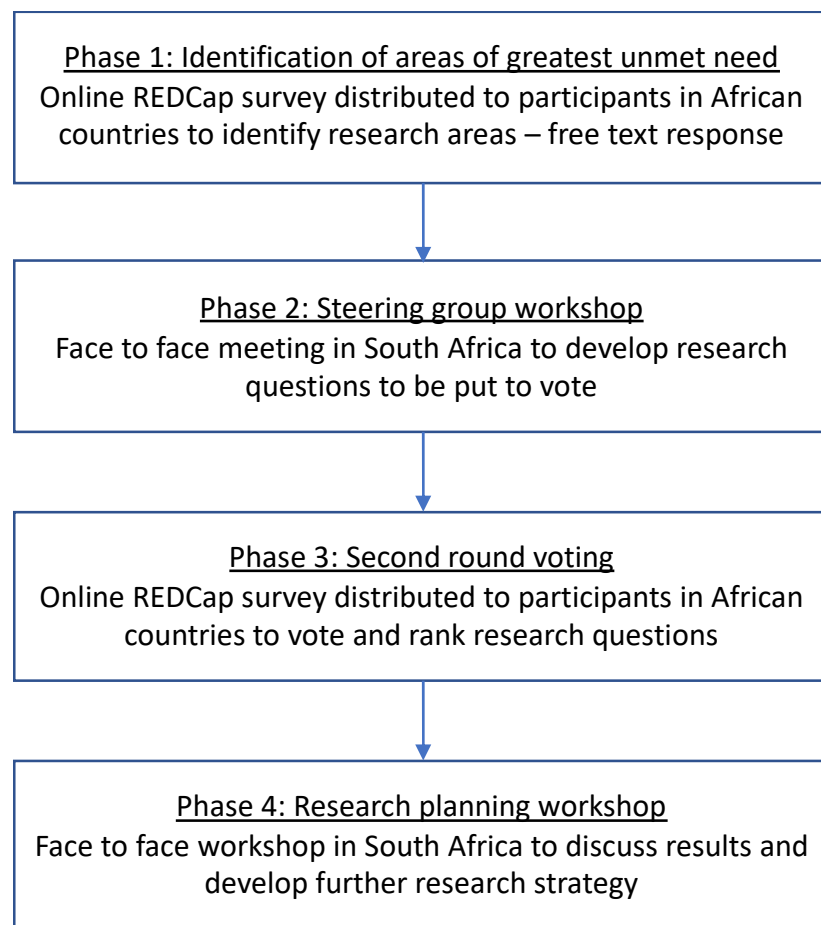 Phase 1: Identification of areas of greatest unmet need
Online REDCap survey distributed to participants in African
countries to identify research areas – free text response
Phase 2: Steering group workshop
Face to face meeting in South Africa to develop research
questions to be put to vote
Phase 3: Second round voting
Online REDCap survey distributed to participants in African
countries to vote and rank research questions
Phase 4: Research planning workshop
Face to face workshop in South Africa to discuss results and
develop further research strategy